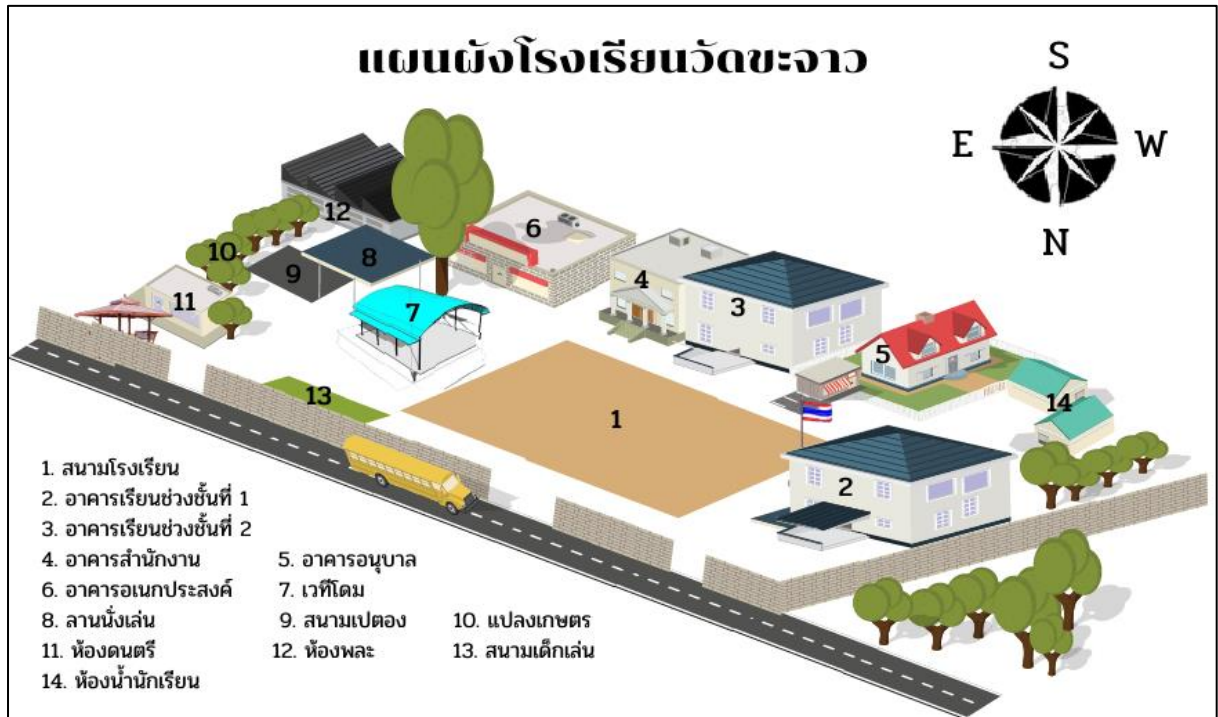 แผนผังโรงเรียนวัดขะจาว
S
E W
N
12
6
10
8
9
4
3
11
7
5
13
14
1
2
1. สนามโรงเรียน
2. อาคารเรียนช่วงชั้นที่ 1
3. อาคารเรียนช่วงชั้นที่ 2
4. อาคารสำนักงาน 5. อาคารอนุบาล
6. อาคารอเนกประสงค์ 7. เวทีโดม
8. ลานนั่งเล่น 9. สนามเปตอง 10. แปลงเกษตร
11. ห้องดนตรี 12. ห้องพละ 13. สนามเด็กเล่น
14. ห้องน้ำนักเรียน